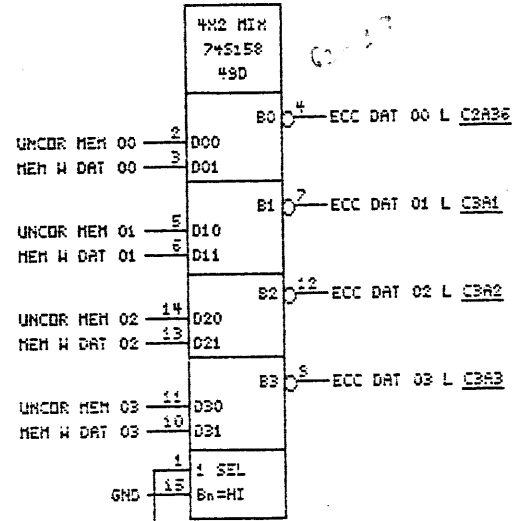 4X2 MIX
74S158
49D
B0 4 ECC DAT 00 L C2A36
UNCOR MEM 00 2 D00
MEM W DAT 00 3 D01
B1 7 ECC DAT 01 L C3A1
UNCOR MEM 01 5 D10
MEM W DAT 01 6 D11
B2 12 ECC DAT 02 L C3A2
UNCOR MEM 02 14 D20
MEM W DAT 02 13 D21
B3 9 ECC DAT 03 L C3A3
UNCOR MEM 03 11 D30
MEM W DAT 03 10 D31
1 1 SEL
GND 15 Bn=HI